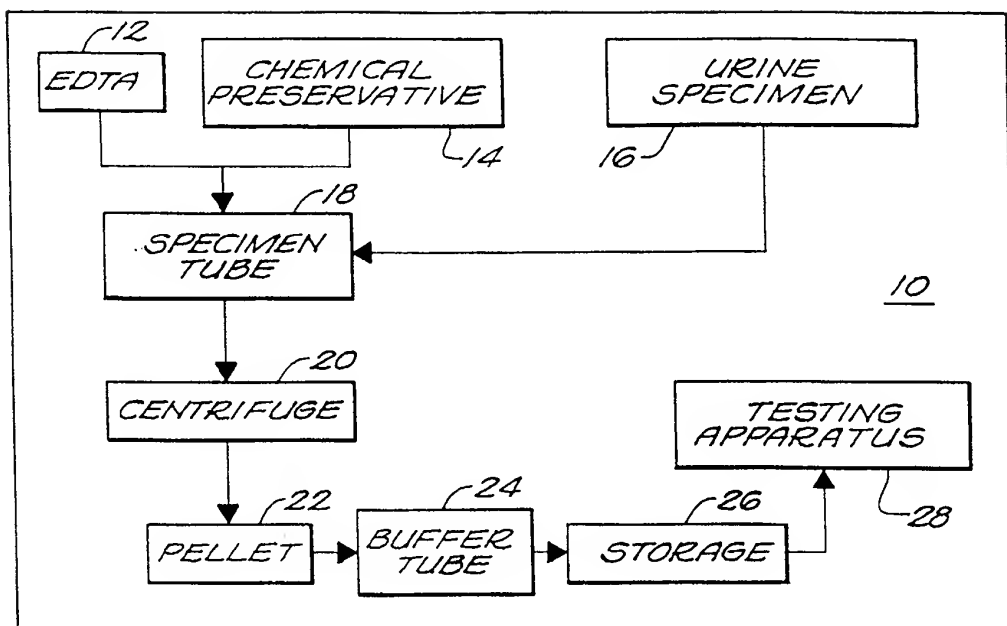 12
EDTA
CHEMICAL
PRESERVATIVE
14
URINE
SPECIMEN
16
18
SPECIMEN
TUBE
10
20
CENTRIFUGE
TESTING
APPARATUS
28
22
PELLET
24
BUFFER
TUBE
26
STORAGE